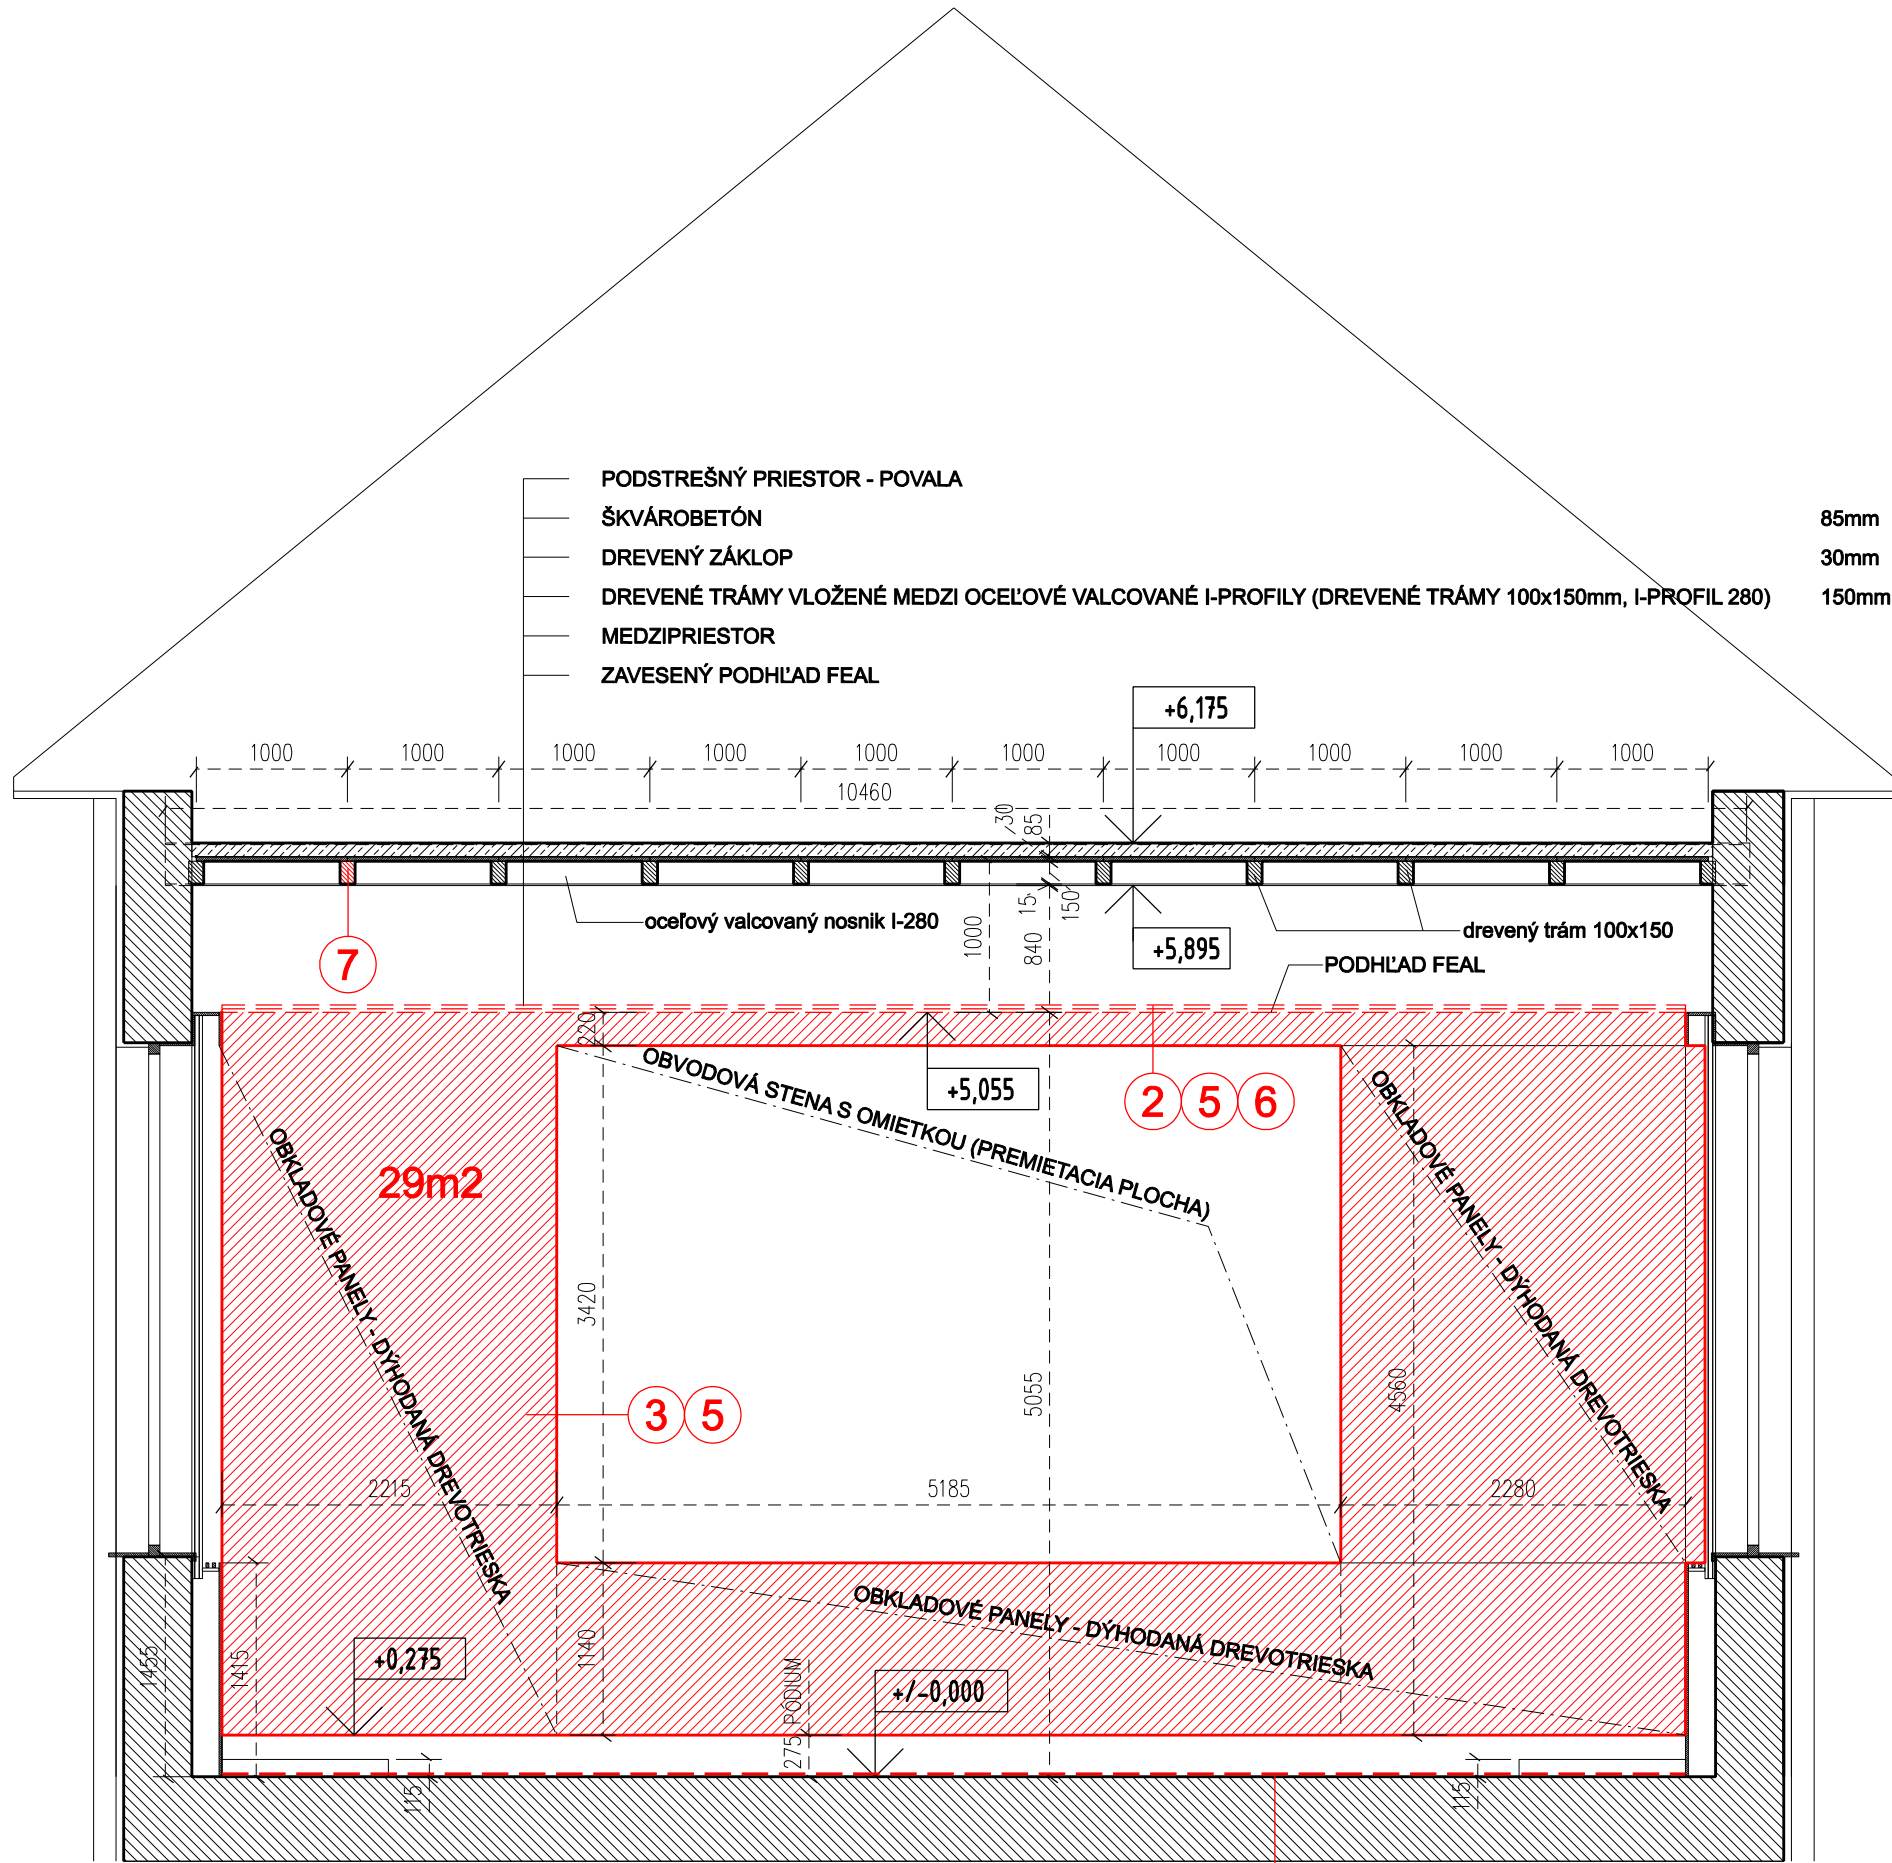 PODSTREŠNÝ PRIESTOR - POVALA
ŠKVÁROBETÓN 85mm
DREVENÝ ZÁKLOP 30mm
DREVENÉ TRÁMY VLOŽENÉ MEDZI OCEĽOVÉ VALCOVANÉ I-PROFILY (DREVENÉ TRÁMY 100x150mm, I-PROFIL 280) 150mm
MEDZIPRIESTOR
ZAVESENÝ PODHĽAD FEAL
+6,175
1000 1000 1000 1000 1000 1000 1000 1000 1000 1000
10460
30
85
oceľový valcovaný nosnik I-280
1000
15
840
150
+5,895
drevený trám 100x150
PODHĽAD FEAL
7
220
+5,055
2 5 6
OBVODOVÁ STENA S OMIETKOU (PREMIETACIA PLOCHA)
29m2
OBKLADOVÉ PANELY - DÝHODANÁ DREVOTRIESKA
OBKLADOVÉ PANELY - DÝHODANÁ DREVOTRIESKA
3420
5055
4560
3 5
2215
5185
2280
OBKLADOVÉ PANELY - DÝHODANÁ DREVOTRIESKA
1455
1415
+0,275
1140
275 PÓDIUM
+/-0,000
115
115